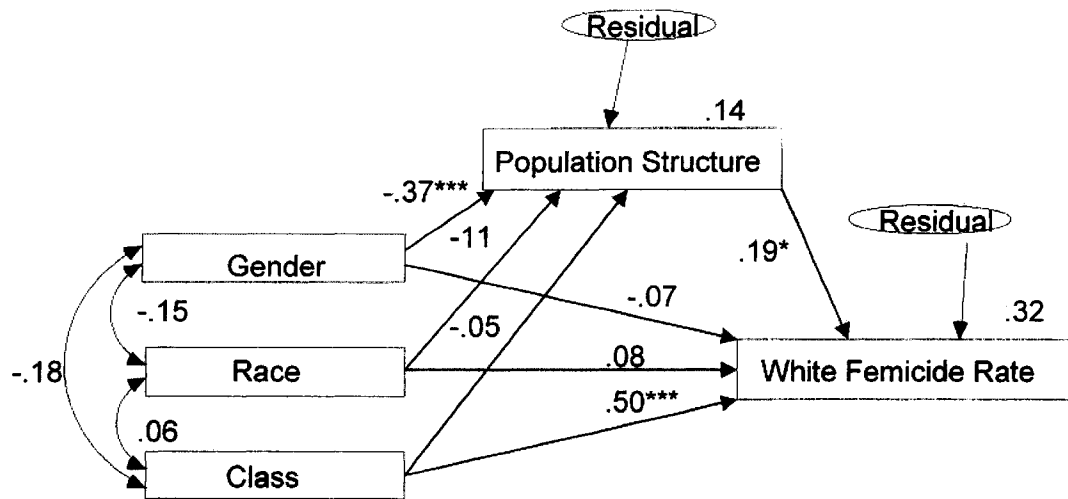 Residual
.14
Population Structure
-.37***
-11
Residual
.19*
Gender
-.07
-.15
.32
-.05
-.18
Race
.08
White Femicide Rate
.50***
.06
Class